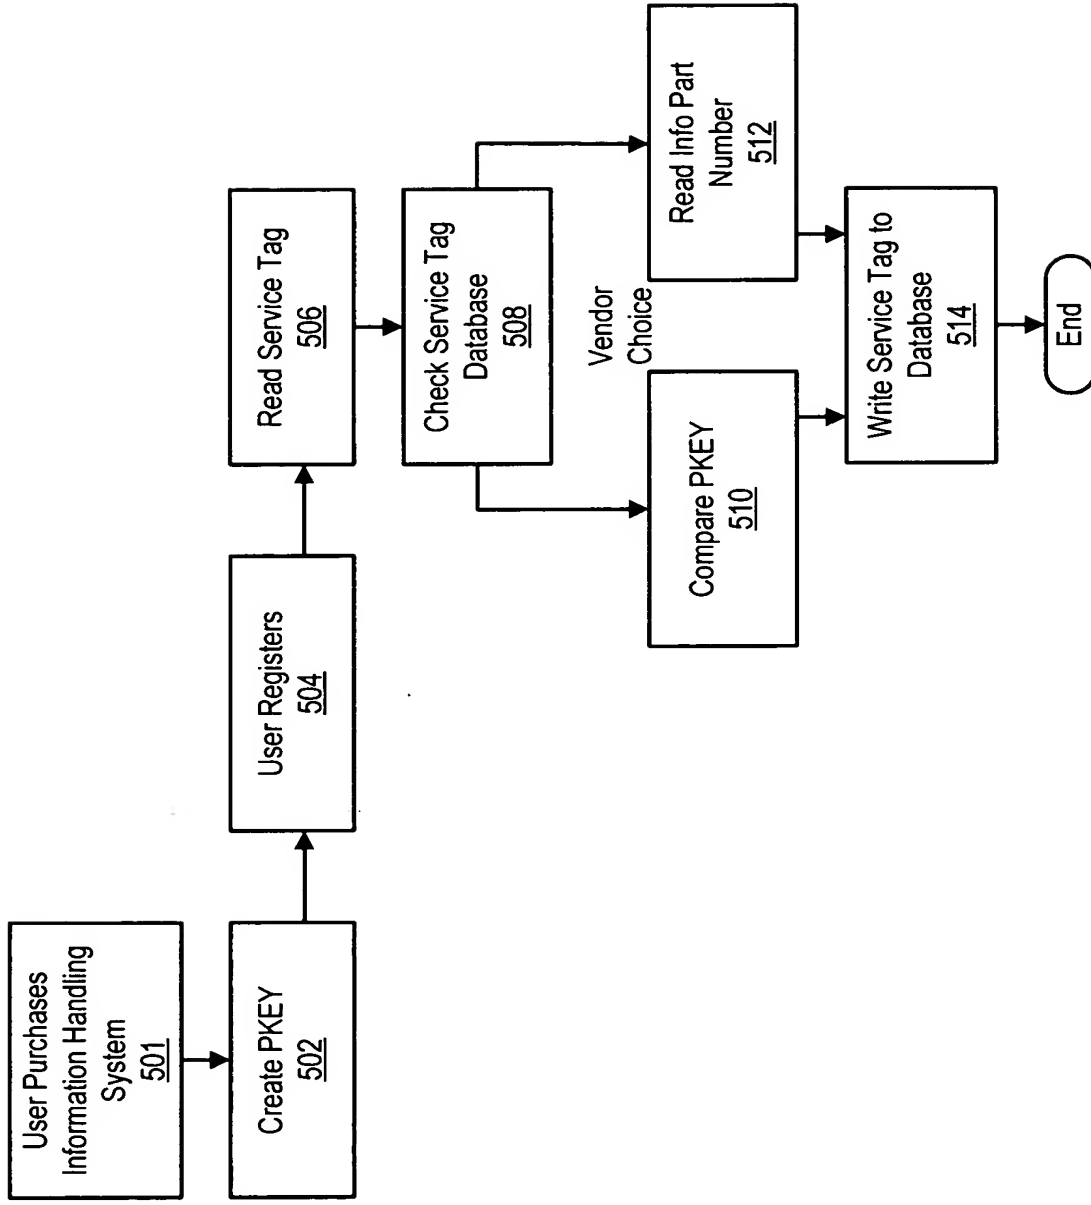 User Purchases
Information Handling
System
501
Create PKEY
502
User Registers
504
Read Service Tag
506
Check Service Tag
Database
508
Vendor
Choice
Compare PKEY
510
Read Info Part
Number
512
Write Service Tag to
Database
514
End